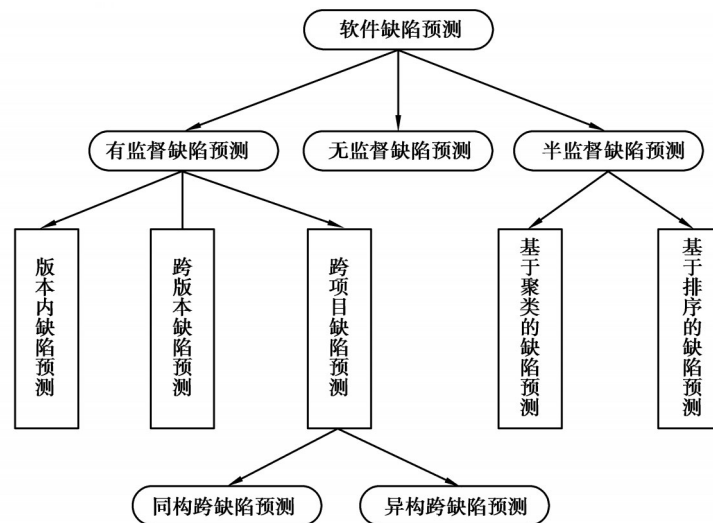 软件缺陷预测
有监督缺陷预测
无监督缺陷预测
半监督缺陷预测
版本内缺陷预测
跨版本缺陷预测
跨项目缺陷预测
基于聚类的缺陷预测
基于排序的缺陷预测
同构跨缺陷预测
异构跨缺陷预测